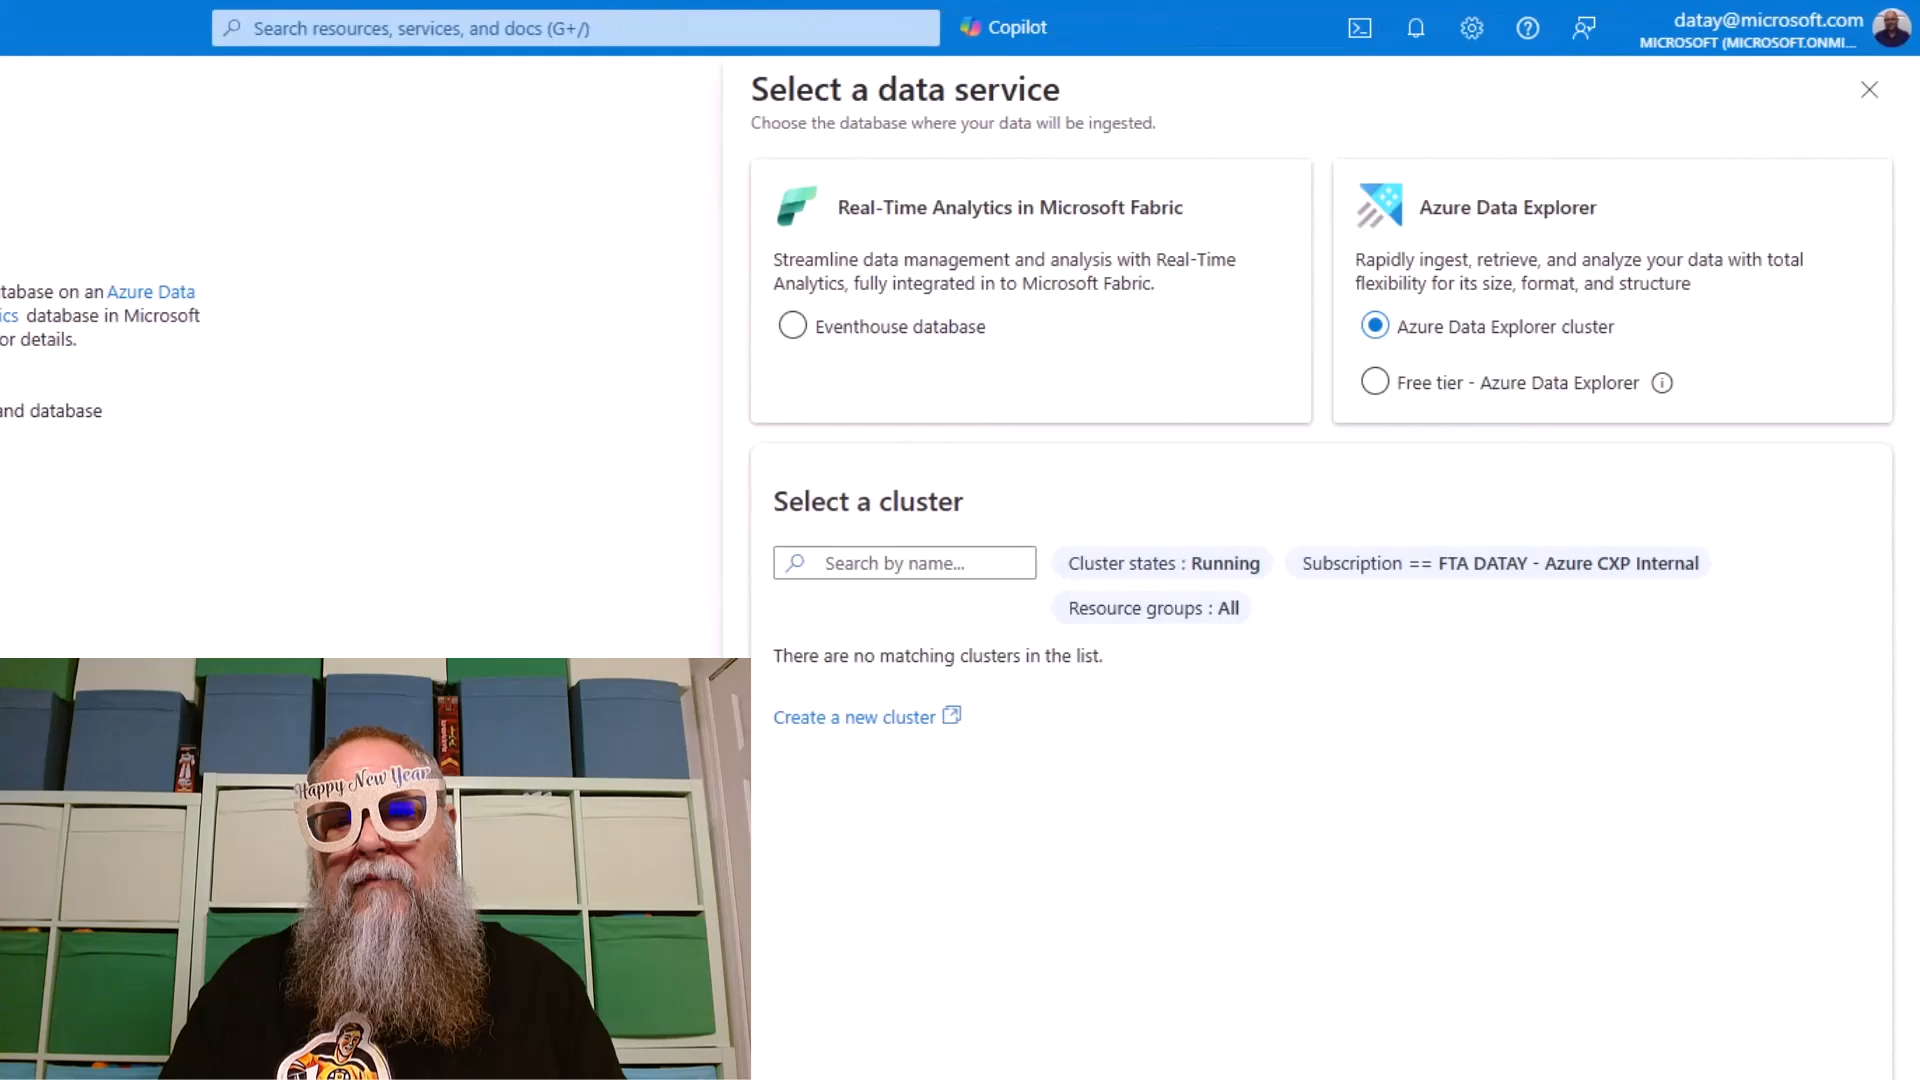 Search resources, services, and docs (G+/)
Copilot
datay@microsoft.com
MICROSOFT (MICROSOFT.ONMI...
Select a data service
Choose the database where your data will be ingested.
Real-Time Analytics in Microsoft Fabric
Streamline data management and analysis with Real-Time
Analytics, fully integrated in to Microsoft Fabric.
Eventhouse database
Azure Data Explorer
Rapidly ingest, retrieve, and analyze your data with total
flexibility for its size, format, and structure
Azure Data Explorer cluster
Free tier - Azure Data Explorer
tabase on an Azure Data
ics database in Microsoft
or details.
and database
Select a cluster
Search by name...
Cluster states : Running
Subscription == FTA DATAY - Azure CXP Internal
Resource groups : All
There are no matching clusters in the list.
Create a new cluster
Happy New Year